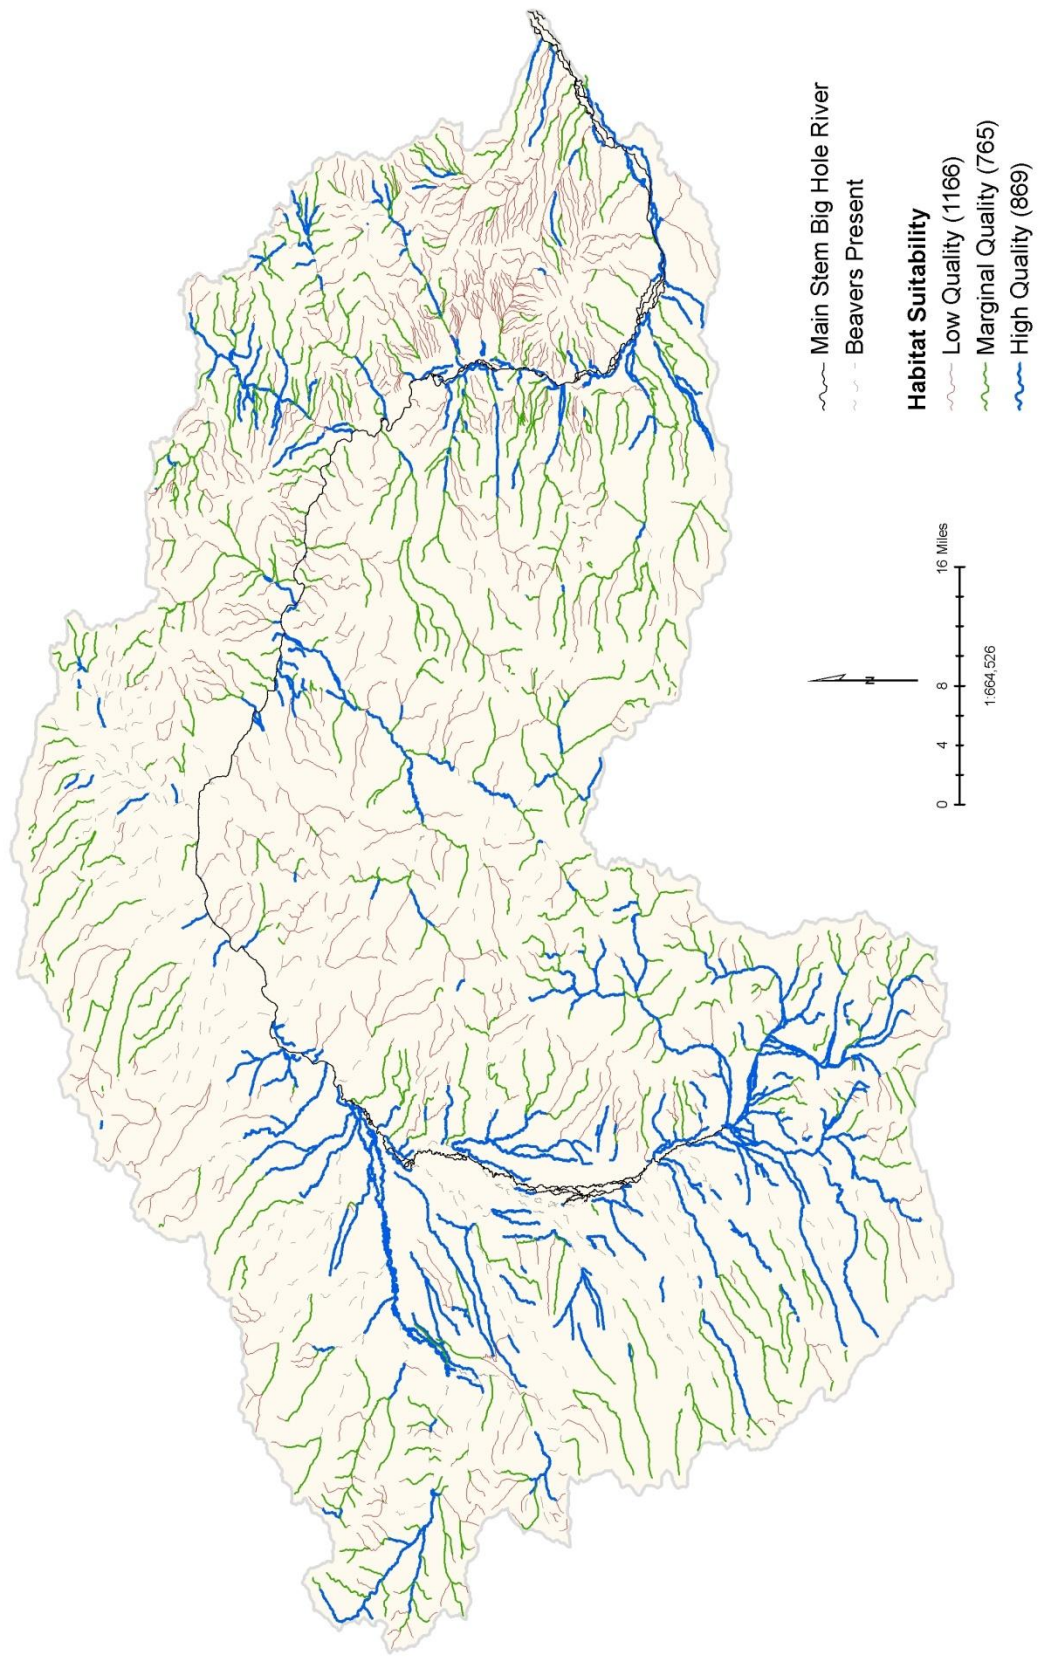 Main Stem Big Hole River
Beavers Present
Habitat Suitability
Low Quality (1166)
Marginal Quality (765)
High Quality (869)
N
0 4 8 16 Miles
1:664,526